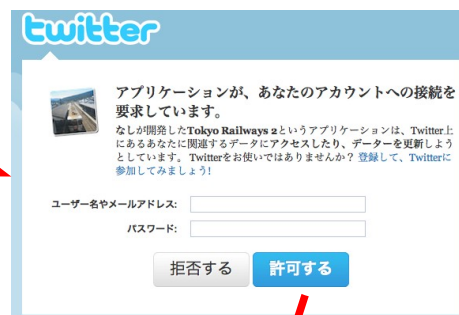 twitter
アプリケーションが、あなたのアカウントへの接続を
要求しています。
なしが開発したTokyo Railways 2というアプリケーションは、Twitter上
にあるあなたに関連するデータにアクセスしたり、データーを更新しよう
としています。 Twitterをお使いではありませんか？ 登録して、Twitterに
参加してみましょう!
ユーザー名やメールアドレス:
パスワード:
拒否する 許可する